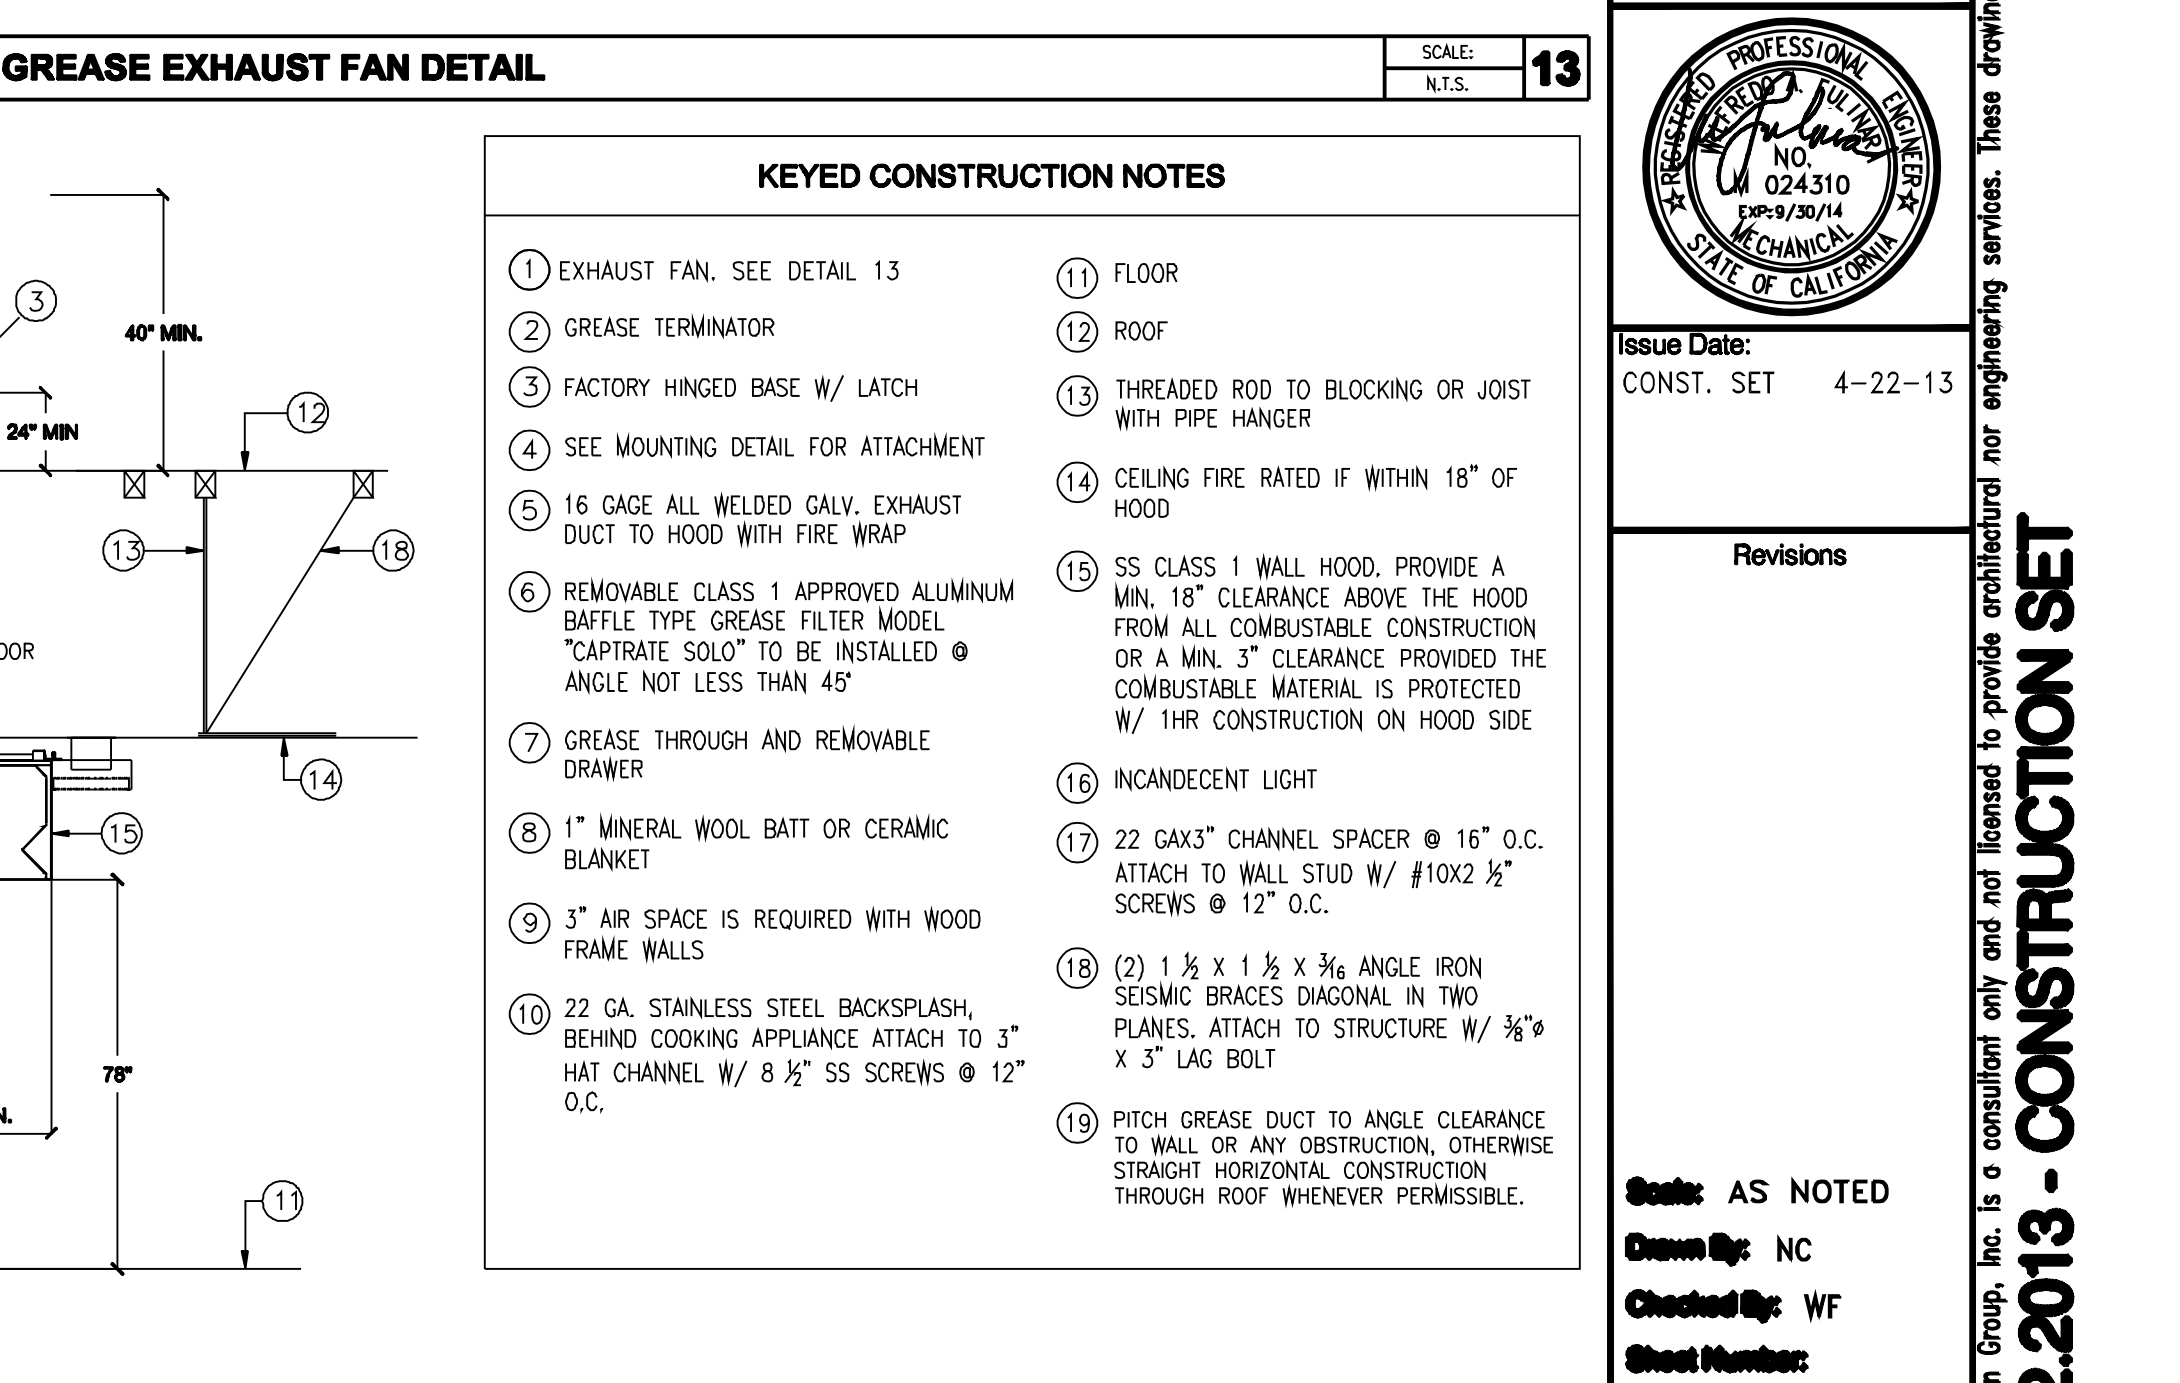 GREASE EXHAUST FAN DETAIL
SCALE:
N.T.S.
13
40" MIN.
3
24" MIN
12
13
18
OOR
14
15
78"
N.
11
KEYED CONSTRUCTION NOTES
1 EXHAUST FAN. SEE DETAIL 13
2 GREASE TERMINATOR
3 FACTORY HINGED BASE W/ LATCH
4 SEE MOUNTING DETAIL FOR ATTACHMENT
5 16 GAGE ALL WELDED GALV. EXHAUST
DUCT TO HOOD WITH FIRE WRAP
6 REMOVABLE CLASS 1 APPROVED ALUMINUM
BAFFLE TYPE GREASE FILTER MODEL
"CAPTRATE SOLO" TO BE INSTALLED @
ANGLE NOT LESS THAN 45°
7 GREASE THROUGH AND REMOVABLE
DRAWER
8 1" MINERAL WOOL BATT OR CERAMIC
BLANKET
9 3" AIR SPACE IS REQUIRED WITH WOOD
FRAME WALLS
10 22 GA. STAINLESS STEEL BACKSPLASH,
BEHIND COOKING APPLIANCE ATTACH TO 3"
HAT CHANNEL W/ 8 ½" SS SCREWS @ 12"
O.C.
11 FLOOR
12 ROOF
13 THREADED ROD TO BLOCKING OR JOIST
WITH PIPE HANGER
14 CEILING FIRE RATED IF WITHIN 18" OF
HOOD
15 SS CLASS 1 WALL HOOD. PROVIDE A
MIN. 18" CLEARANCE ABOVE THE HOOD
FROM ALL COMBUSTABLE CONSTRUCTION
OR A MIN. 3" CLEARANCE PROVIDED THE
COMBUSTABLE MATERIAL IS PROTECTED
W/ 1HR CONSTRUCTION ON HOOD SIDE
16 INCANDECENT LIGHT
17 22 GAX3" CHANNEL SPACER @ 16" O.C.
ATTACH TO WALL STUD W/ #10X2 ½"
SCREWS @ 12" O.C.
18 (2) 1 ½ X 1 ½ X 3/16 ANGLE IRON
SEISMIC BRACES DIAGONAL IN TWO
PLANES. ATTACH TO STRUCTURE W/ ⅜"ø
X 3" LAG BOLT
19 PITCH GREASE DUCT TO ANGLE CLEARANCE
TO WALL OR ANY OBSTRUCTION, OTHERWISE
STRAIGHT HORIZONTAL CONSTRUCTION
THROUGH ROOF WHENEVER PERMISSIBLE.
REGISTERED PROFESSIONAL ENGINEER
WILFREDO A. FULINARA
NO.
M 024310
EXP:9/30/14
MECHANICAL
STATE OF CALIFORNIA
Issue Date:
CONST. SET 4-22-13
Revisions
Scale: AS NOTED
Drawn By: NC
Checked By: WF
Sheet Number:
n Group, Inc. is a consultant only and not licensed to provide architectural nor engineering services. These drawin
2.2013 - CONSTRUCTION SET